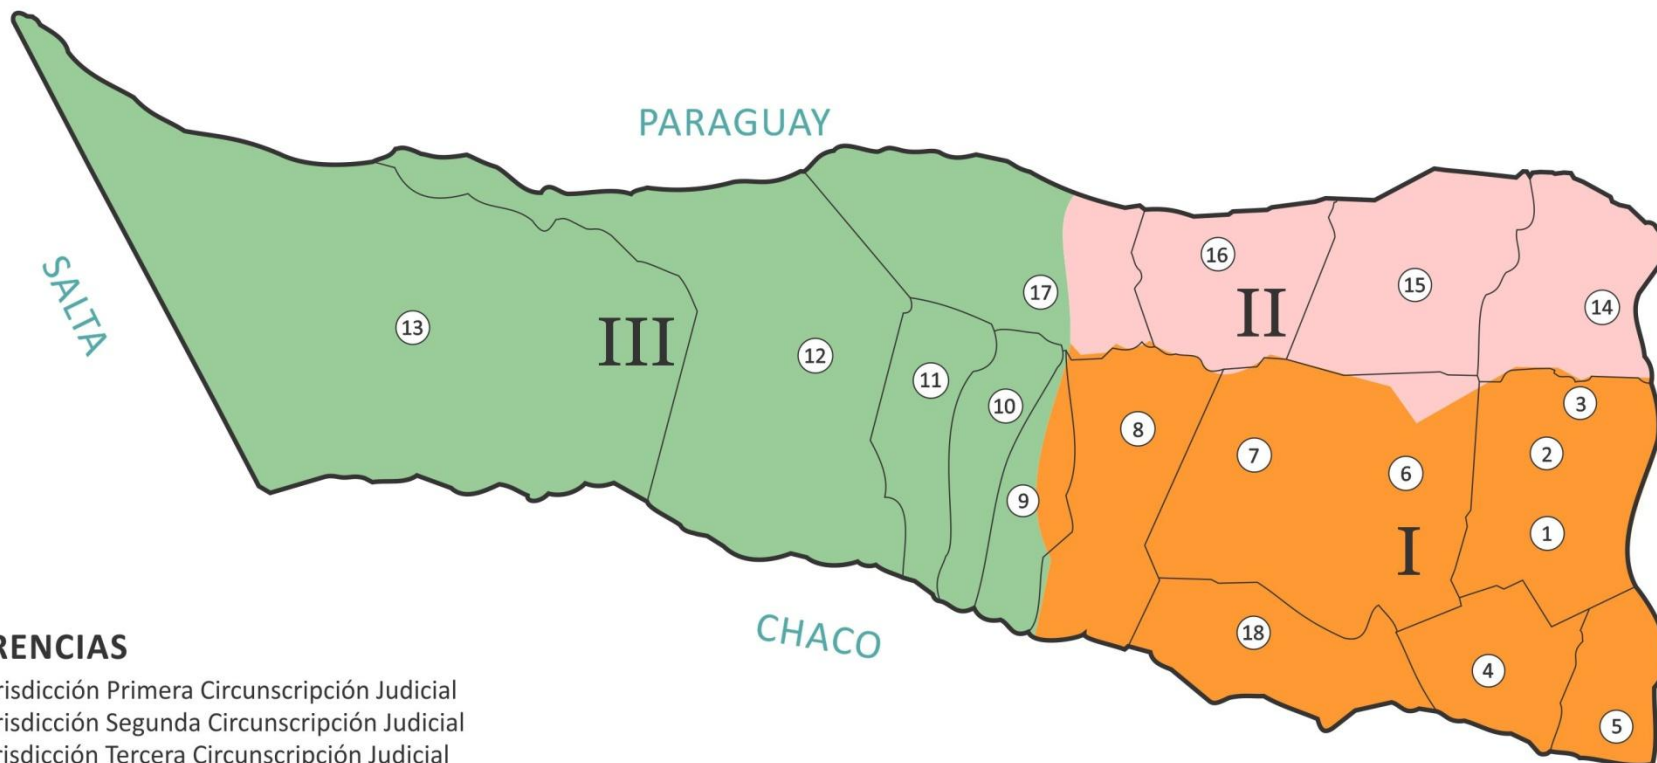 PARAGUAY
SALTA
CHACO
16
15
14
17
II
13
III
12
11
10
9
8
7
6
3
2
1
I
18
4
5
RENCIAS
risdicción Primera Circunscripción Judicial
risdicción Segunda Circunscripción Judicial
risdicción Tercera Circunscripción Judicial